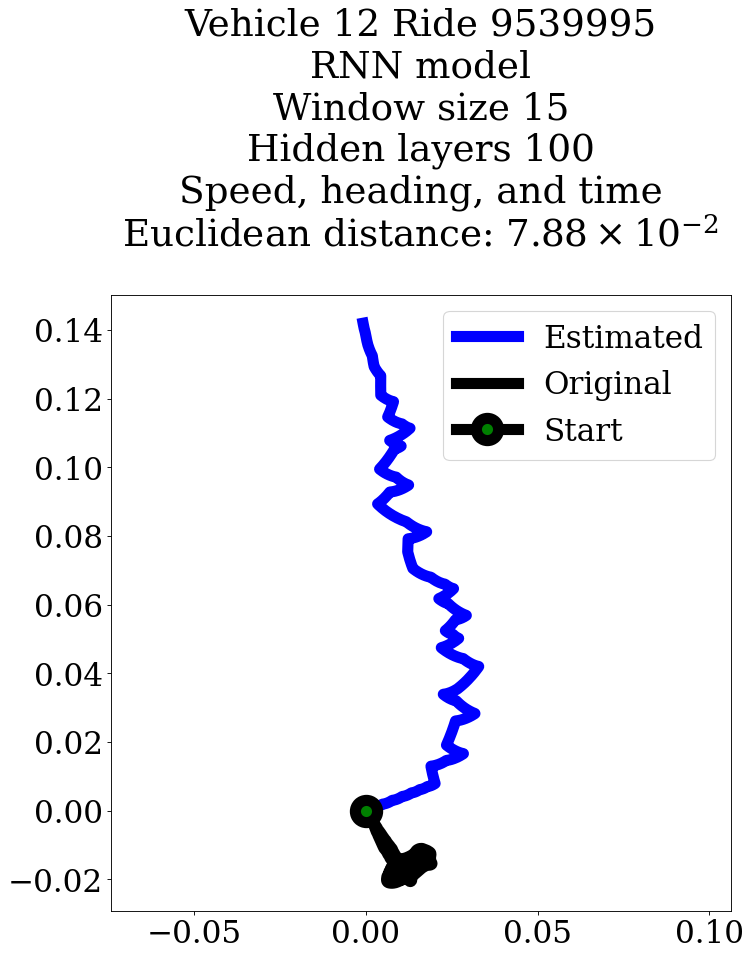 Vehicle 12 Ride 9539995
RNN model
Window size 15
Hidden layers 100
Speed, heading, and time
Euclidean distance: 7.88 × 10⁻²
Estimated
Original
Start
0.14
0.12
0.10
0.08
0.06
0.04
0.02
0.00
−0.02
−0.05 0.00 0.05 0.10